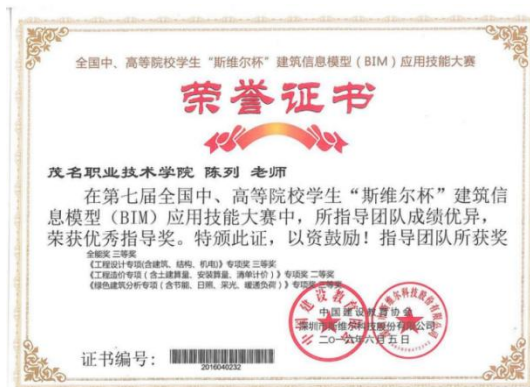 全国中、高等院校学生“斯维尔杯”建筑信息模型（BIM）应用技能大赛
荣誉证书
茂名职业技术学院 陈列 老师
在第七届全国中、高等院校学生“斯维尔杯”建筑信
息模型（BIM）应用技能大赛中，所指导团队成绩优异，
荣获优秀指导奖。特颁此证，以资鼓励！指导团队所获奖
全能奖 三等奖
《工程设计专项(含建筑、结构、机电)》专项奖 三等奖
《工程造价专项（含土建算量、安装算量、清单计价）》专项奖 二等奖
《绿色建筑分析专项（含节能、日照、采光、暖通负荷）》专项奖 三等奖
中国建设教育协会
深圳市斯维尔科技股份有限公司
二〇一六年六月五日
证书编号：
2016040232